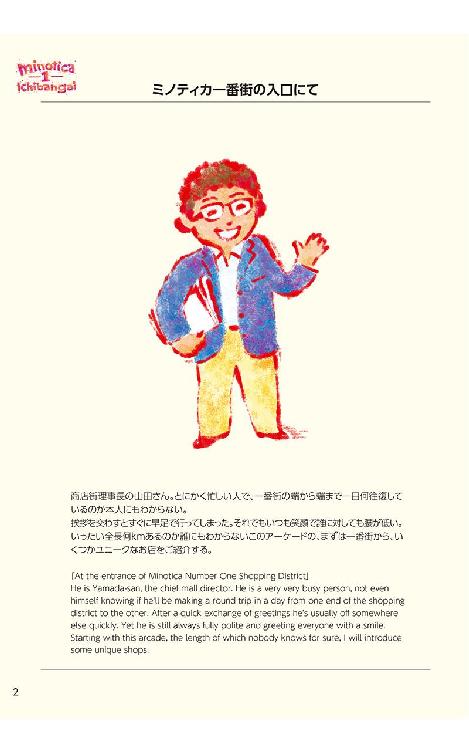 minotica
1
ichibangai
ミノティカ一番街の入口にて
商店街理事長の山田さん。とにかく忙しい人で、一番街の端から端まで一日何往復して
いるのか本人にもわからない。
挨拶を交わすとすぐに早足で行ってしまった。それでもいつも笑顔で誰に対しても腰が低い。
いったい全長何kmあるのか誰にもわからないこのアーケードの、まずは一番街から、い
くつかユニークなお店をご紹介する。
[At the entrance of Minotica Number One Shopping District]
He is Yamada-san, the chief mall director. He is a very very busy person, not even
himself knowing if he'll be making a round trip in a day from one end of the shopping
district to the other. After a quick exchange of greetings he's usually off somewhere
else quickly. Yet he is still always fully polite and greeting everyone with a smile.
Starting with this arcade, the length of which nobody knows for sure, I will introduce
some unique shops.
2